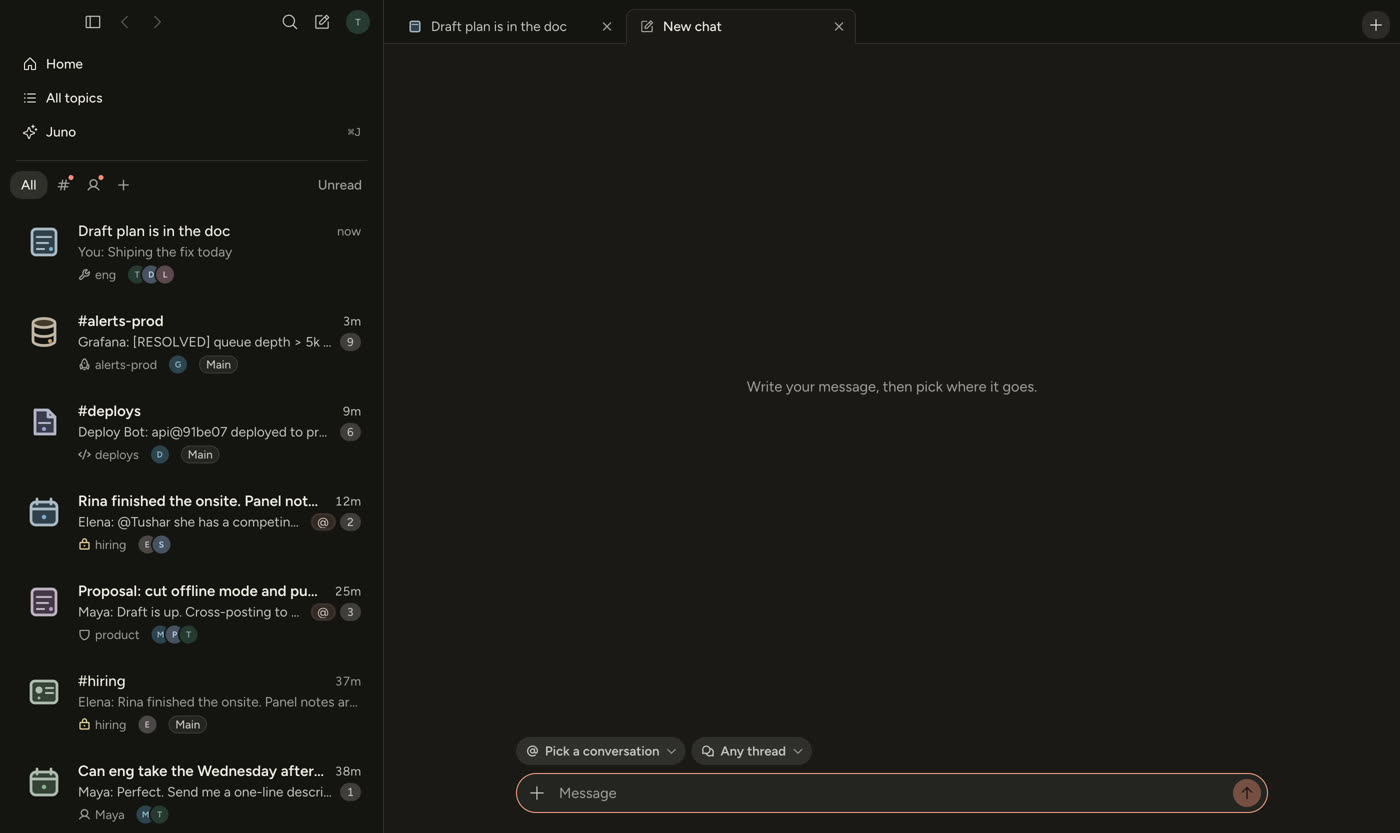 T
Home
All topics
Juno ⌘J
All # Unread
Draft plan is in the doc now
You: Shiping the fix today
eng T D L
#alerts-prod 3m
Grafana: [RESOLVED] queue depth > 5k ... 9
alerts-prod G Main
#deploys 9m
Deploy Bot: api@91be07 deployed to pr... 6
deploys D Main
Rina finished the onsite. Panel not... 12m
Elena: @Tushar she has a competin... @ 2
hiring E S
Proposal: cut offline mode and pu... 25m
Maya: Draft is up. Cross-posting to ... @ 3
product M P T
#hiring 37m
Elena: Rina finished the onsite. Panel notes ar...
hiring E Main
Can eng take the Wednesday after... 38m
Maya: Perfect. Send me a one-line descri... 1
Maya M T
Draft plan is in the doc
New chat
Write your message, then pick where it goes.
@ Pick a conversation
Any thread
Message